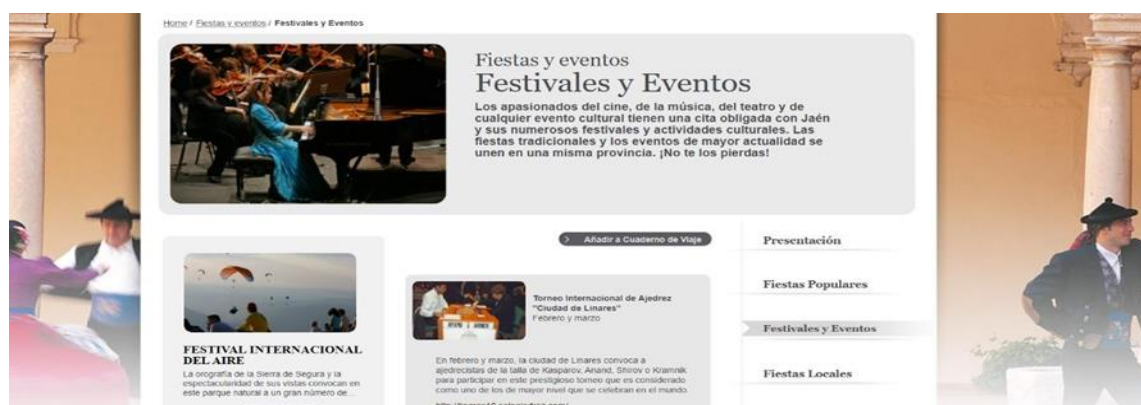 Home / Fiestas y eventos / Festivales y Eventos
Fiestas y eventos
Festivales y Eventos
Los apasionados del cine, de la música, del teatro y de
cualquier evento cultural tienen una cita obligada con Jaén
y sus numerosos festivales y actividades culturales. Las
fiestas tradicionales y los eventos de mayor actualidad se
unen en una misma provincia. ¡No te los pierdas!
Añadir a Cuaderno de Viaje
FESTIVAL INTERNACIONAL
DEL AIRE
La orografía de la Sierra de Segura y la
espectacularidad de sus vistas convocan en
este parque natural a un gran número de...
Torneo Internacional de Ajedrez
"Ciudad de Linares"
Febrero y marzo
En febrero y marzo, la ciudad de Linares convoca a
ajedrecistas de la talla de Kasparov, Anand, Shirov o Kramnik
para participar en este prestigioso torneo que es considerado
como uno de los de mayor nivel que se celebran en el mundo.
Presentación
Fiestas Populares
Festivales y Eventos
Fiestas Locales